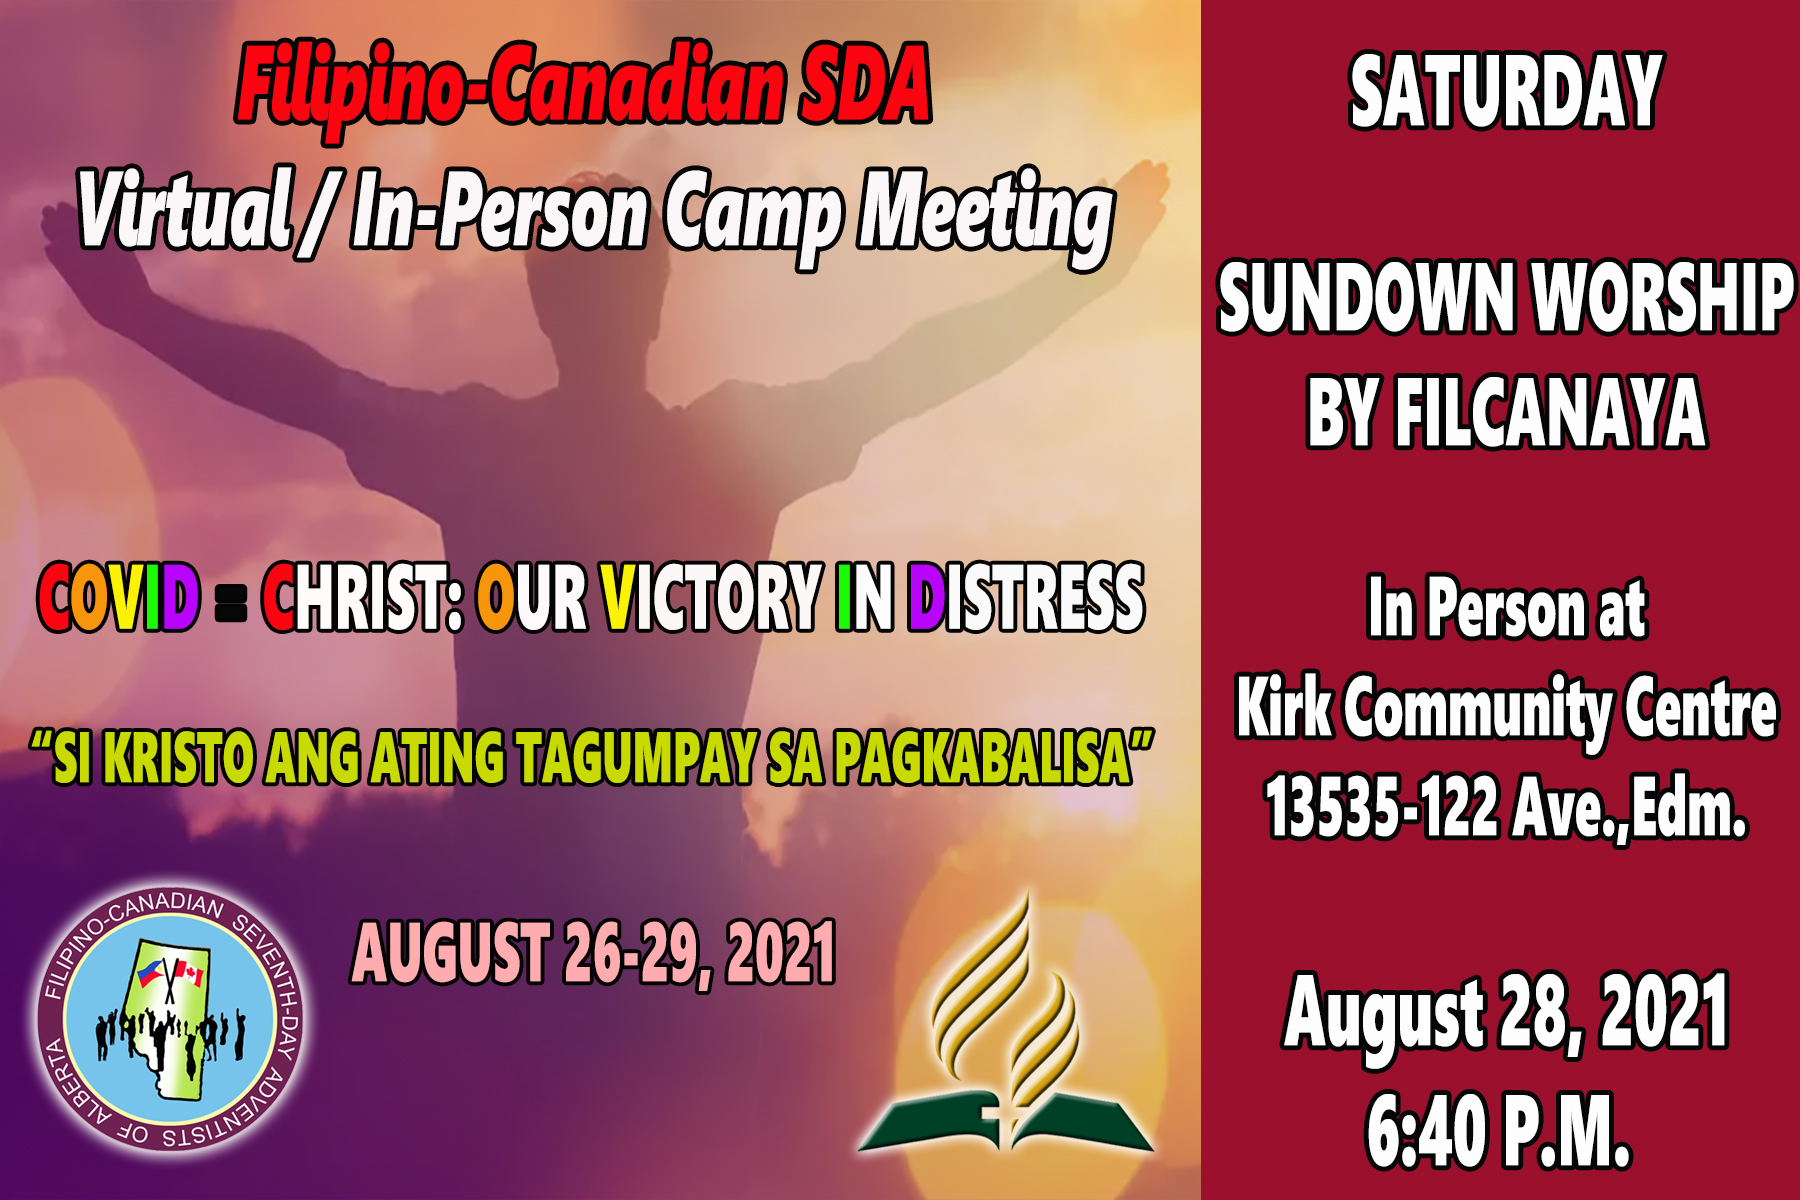 Filipino-Canadian SDA
Virtual / In-Person Camp Meeting
COVID = CHRIST: OUR VICTORY IN DISTRESS
“SI KRISTO ANG ATING TAGUMPAY SA PAGKABALISA”
AUGUST 26-29, 2021
FILIPINO-CANADIAN SEVENTH-DAY ADVENTISTS OF ALBERTA
SATURDAY
SUNDOWN WORSHIP
BY FILCANAYA
In Person at
Kirk Community Centre
13535-122 Ave.,Edm.
August 28, 2021
6:40 P.M.